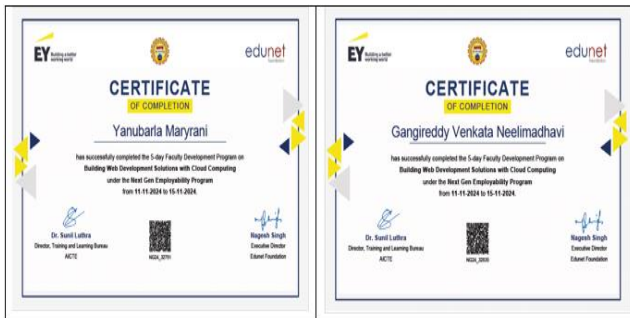 EY Building a better
working world
edunet
foundation
CERTIFICATE
OF COMPLETION
Yanubarla Maryrani
has successfully completed the 5-day Faculty Development Program on
Building Web Development Solutions with Cloud Computing
under the Next Gen Employability Program
from 11-11-2024 to 15-11-2024.
Dr. Sunil Luthra
Director, Training and Learning Bureau
AICTE
Nagesh Singh
Executive Director
Edunet Foundation
EY Building a better
working world
edunet
foundation
CERTIFICATE
OF COMPLETION
Gangireddy Venkata Neelimadhavi
has successfully completed the 5-day Faculty Development Program on
Building Web Development Solutions with Cloud Computing
under the Next Gen Employability Program
from 11-11-2024 to 15-11-2024.
Dr. Sunil Luthra
Director, Training and Learning Bureau
AICTE
Nagesh Singh
Executive Director
Edunet Foundation